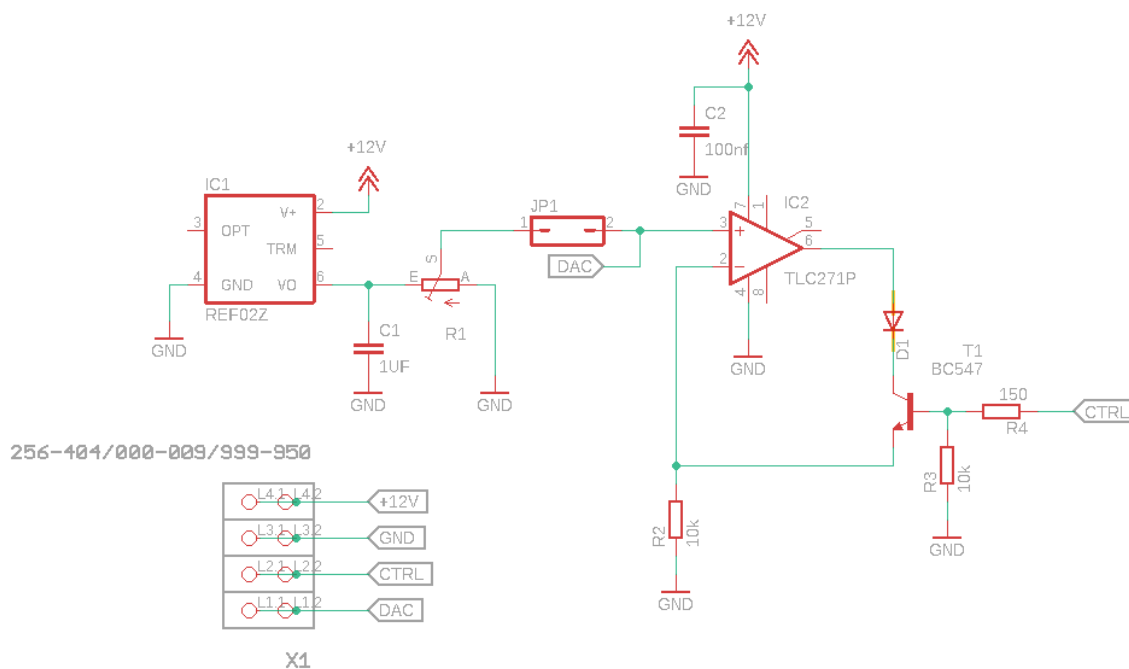 +12V
C2
100nf
GND
+12V
IC1
2
V+
3
OPT
5
TRM
4
GND
6
VO
REF02Z
GND
C1
1UF
GND
E
S
A
R1
GND
JP1
1
2
DAC
7
1
IC2
3
+
5
6
2
-
TLC271P
4
8
GND
D1
T1
BC547
150
R4
CTRL
R3
10k
GND
R2
10k
GND
256-404/000-009/999-950
L4.1 L4.2
+12V
L3.1 L3.2
GND
L2.1 L2.2
CTRL
L1.1 L1.2
DAC
X1